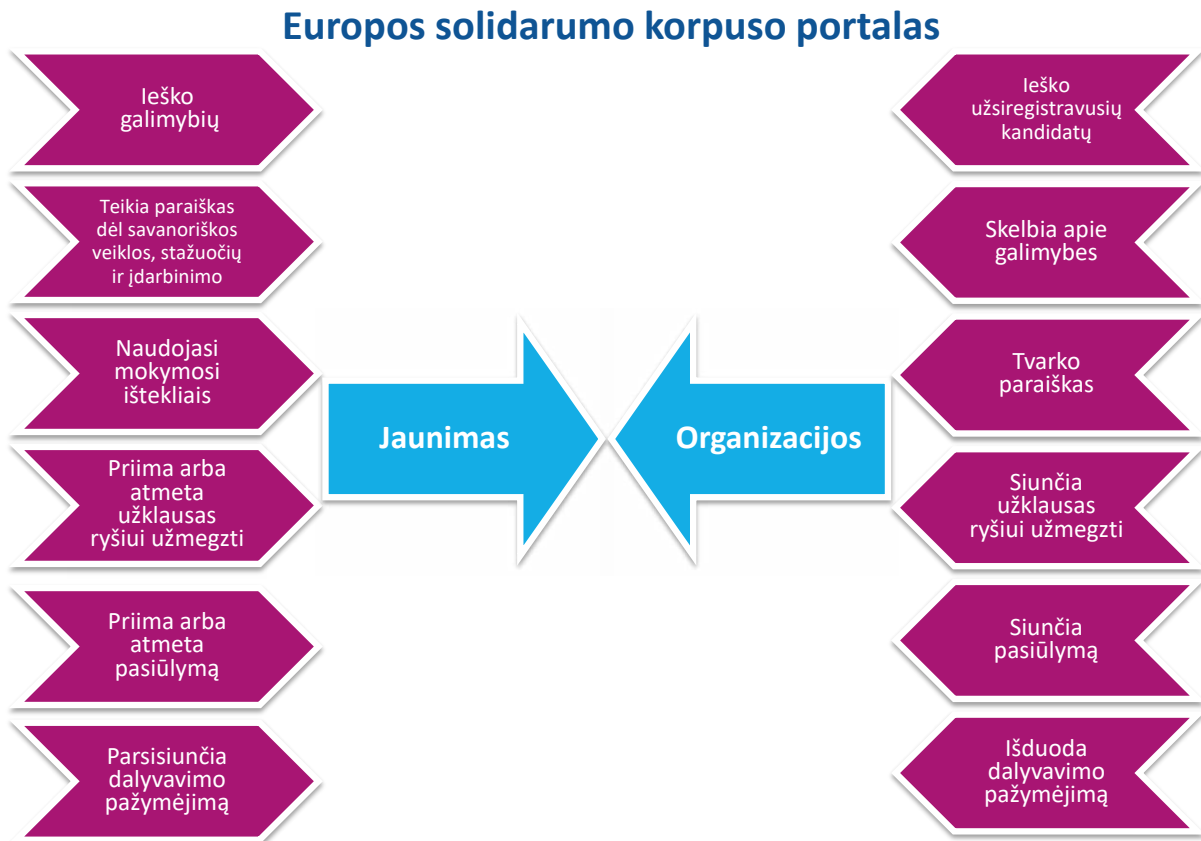 Europos solidarumo korpuso portalas
Ieško
galimybių
Teikia paraiškas
dėl savanoriškos
veiklos, stažuočių
ir įdarbinimo
Naudojasi
mokymosi
ištekliais
Priima arba
atmeta
užklausas
ryšiui užmegzti
Priima arba
atmeta
pasiūlymą
Parsisiunčia
dalyvavimo
pažymėjimą
Jaunimas
Organizacijos
Ieško
užsiregistravusių
kandidatų
Skelbia apie
galimybes
Tvarko
paraiškas
Siunčia
užklausas
ryšiui užmegzti
Siunčia
pasiūlymą
Išduoda
dalyvavimo
pažymėjimą